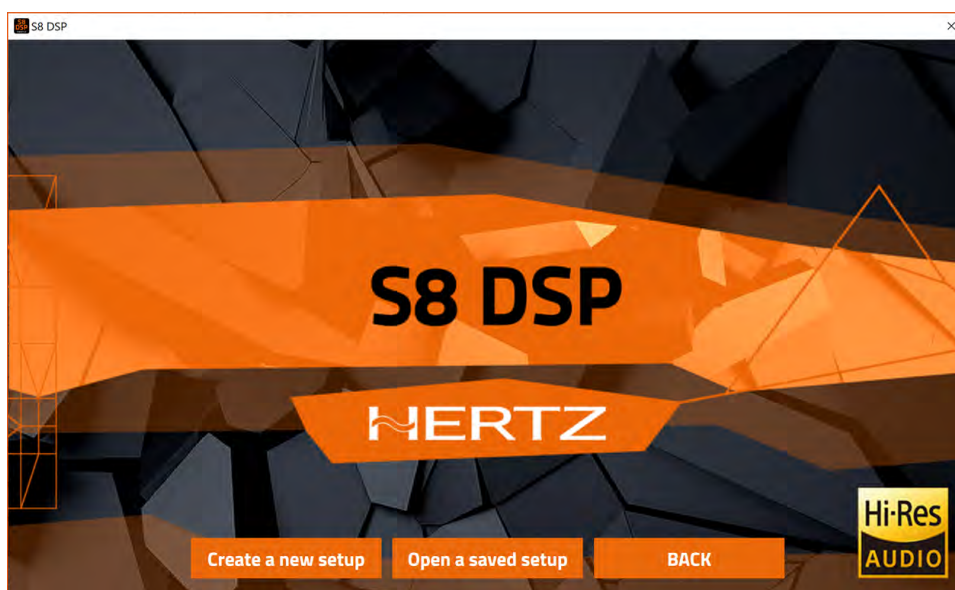 S8 DSP
S8 DSP
HERTZ
Hi-Res
AUDIO
Create a new setup
Open a saved setup
BACK